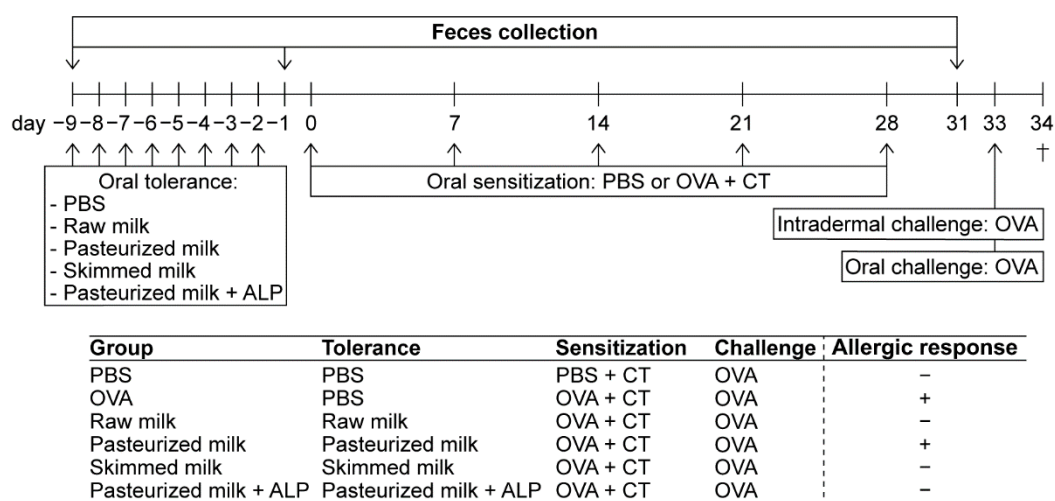 Feces collection
day −9 −8 −7 −6 −5 −4 −3 −2 −1 0 7 14 21 28 31 33 34
†
Oral tolerance:
- PBS
- Raw milk
- Pasteurized milk
- Skimmed milk
- Pasteurized milk + ALP
Oral sensitization: PBS or OVA + CT
Intradermal challenge: OVA
Oral challenge: OVA
Group Tolerance Sensitization Challenge Allergic response
PBS PBS PBS + CT OVA −
OVA PBS OVA + CT OVA +
Raw milk Raw milk OVA + CT OVA −
Pasteurized milk Pasteurized milk OVA + CT OVA +
Skimmed milk Skimmed milk OVA + CT OVA −
Pasteurized milk + ALP Pasteurized milk + ALP OVA + CT OVA −